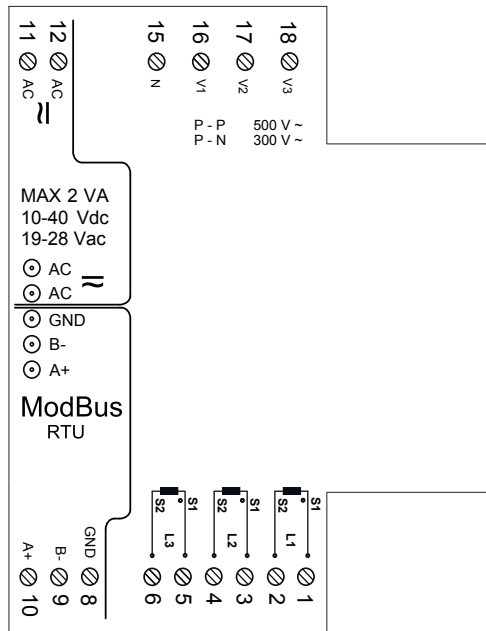 11 12 15 16 17 18
AC AC N V1 V2 V3
P - P 500 V ~
P - N 300 V ~
MAX 2 VA
10-40 Vdc
19-28 Vac
AC
AC
GND
B-
A+
ModBus
RTU
S2 S1 S2 S1 S2 S1
L3 L2 L1
A+ B- GND
10 9 8 6 5 4 3 2 1